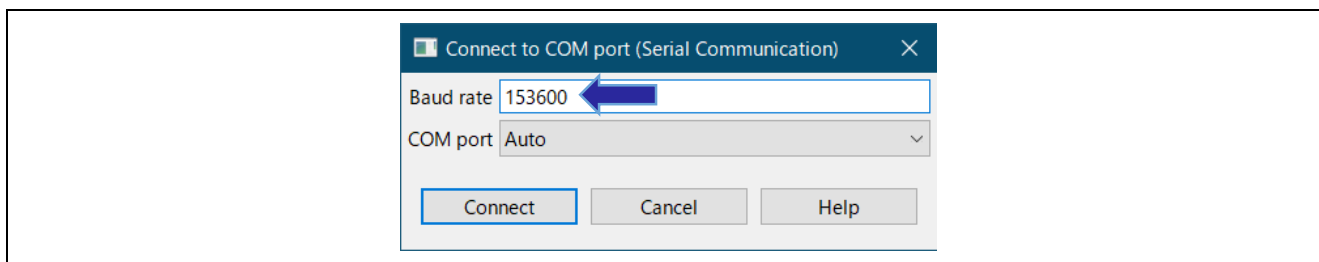 Connect to COM port (Serial Communication)
Baud rate 153600
COM port Auto
Connect Cancel Help